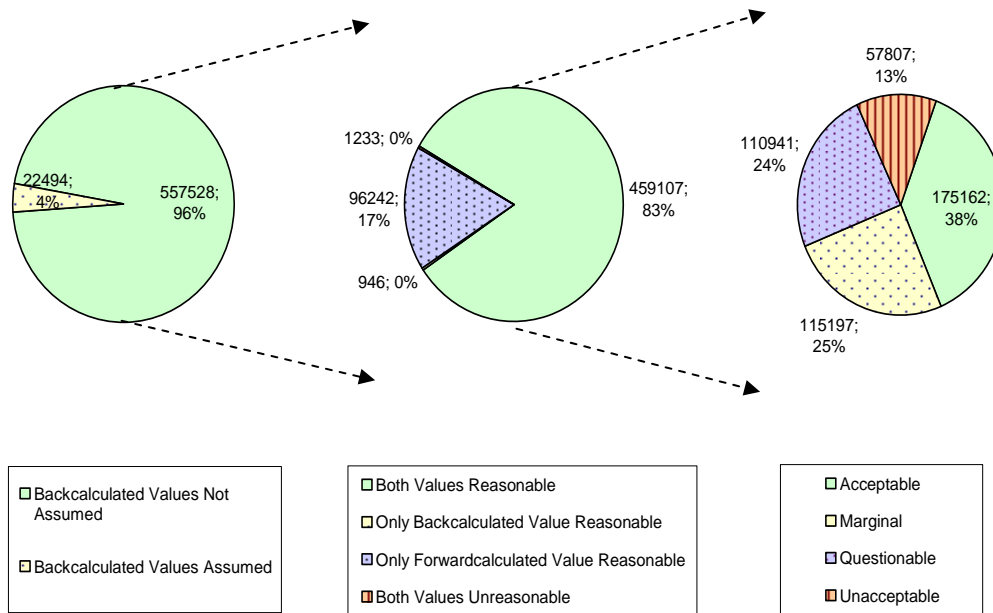 22494;
4%
557528;
96%
1233; 0%
96242;
17%
946; 0%
459107;
83%
57807;
13%
110941;
24%
175162;
38%
115197;
25%
Backcalculated Values Not
Assumed
Backcalculated Values Assumed
Both Values Reasonable
Only Backcalculated Value Reasonable
Only Forwardcalculated Value Reasonable
Both Values Unreasonable
Acceptable
Marginal
Questionable
Unacceptable